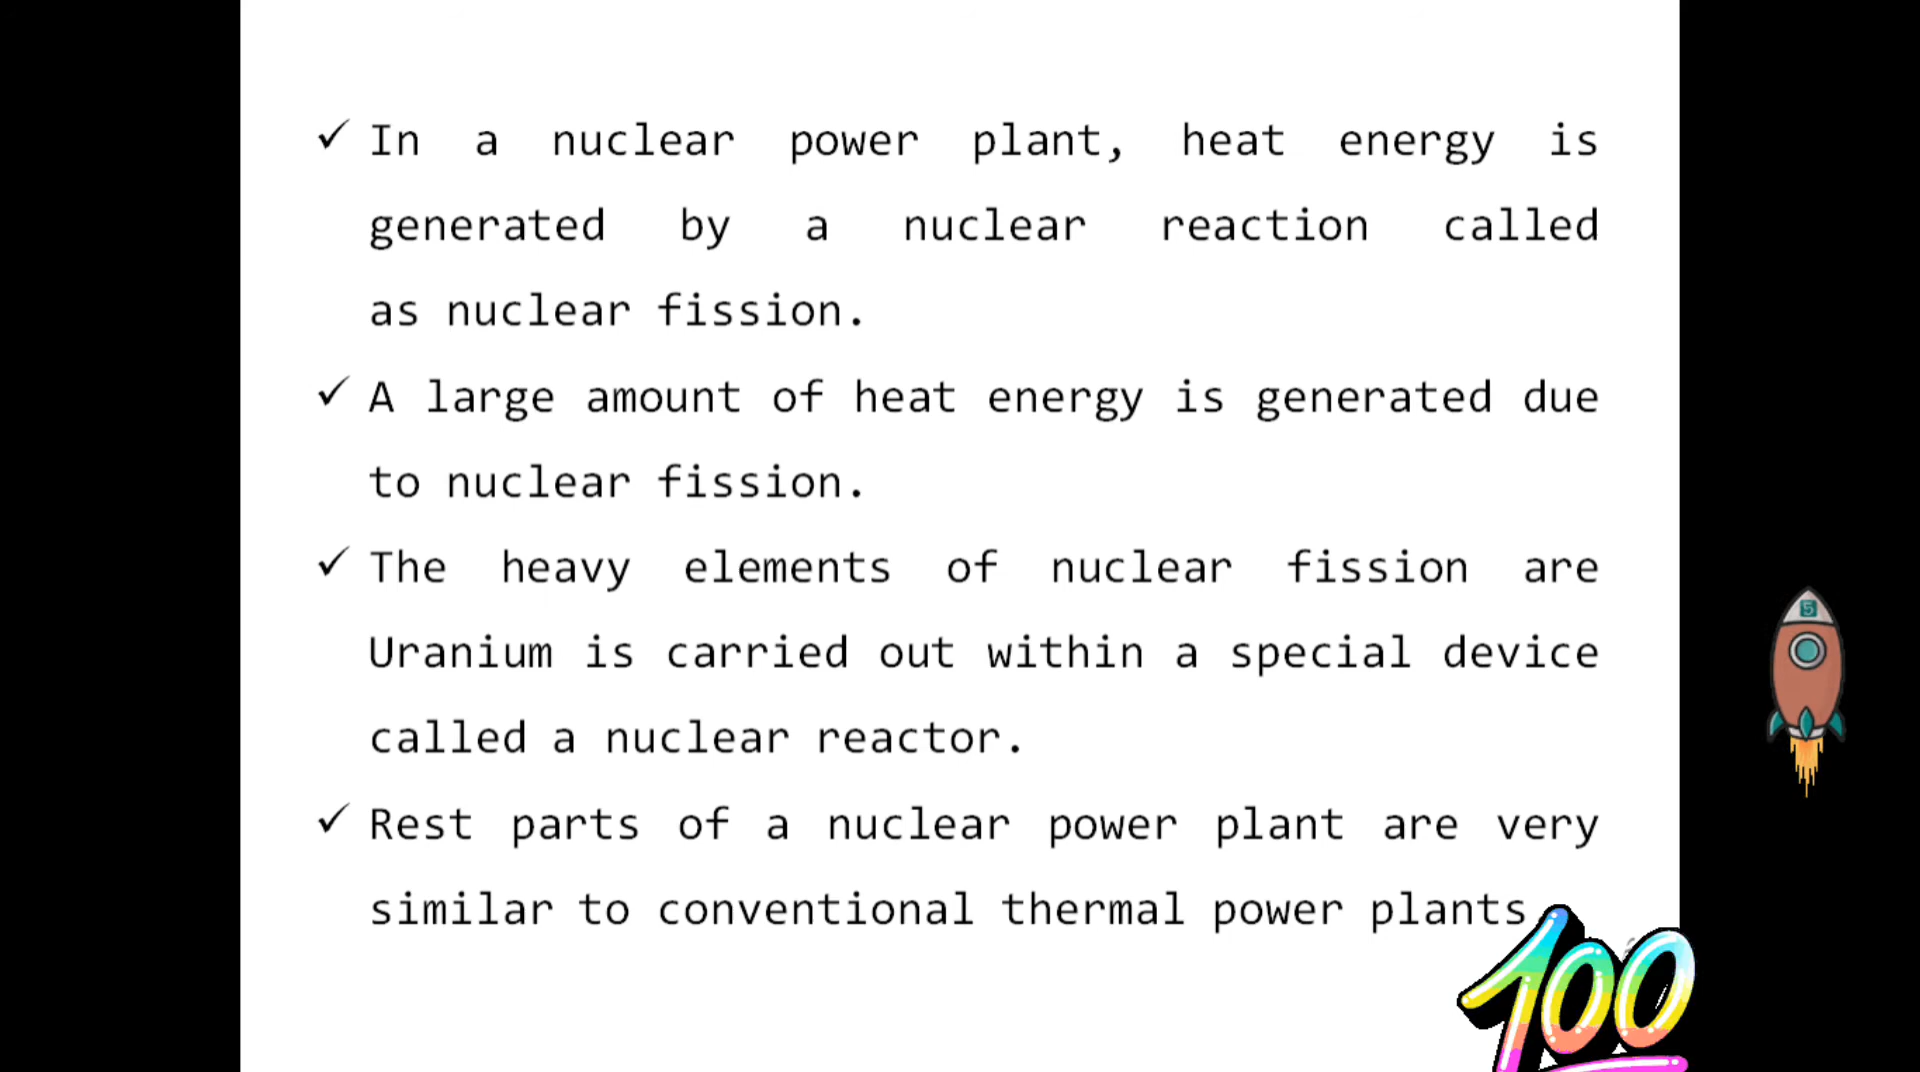 ✓ In a nuclear power plant, heat energy is
generated by a nuclear reaction called
as nuclear fission.
✓ A large amount of heat energy is generated due
to nuclear fission.
✓ The heavy elements of nuclear fission are
Uranium is carried out within a special device
called a nuclear reactor.
✓ Rest parts of a nuclear power plant are very
similar to conventional thermal power plants
5
100